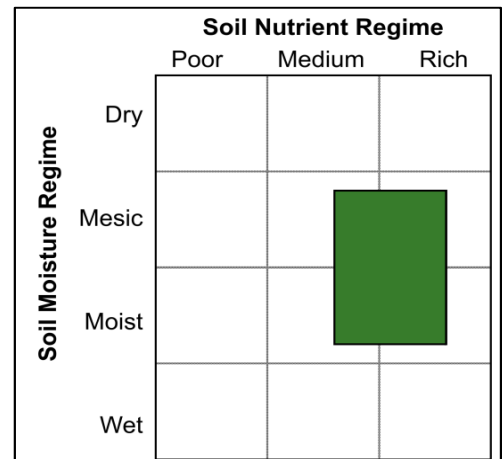 Soil Nutrient Regime
Poor Medium Rich
Soil Moisture Regime
Dry
Mesic
Moist
Wet